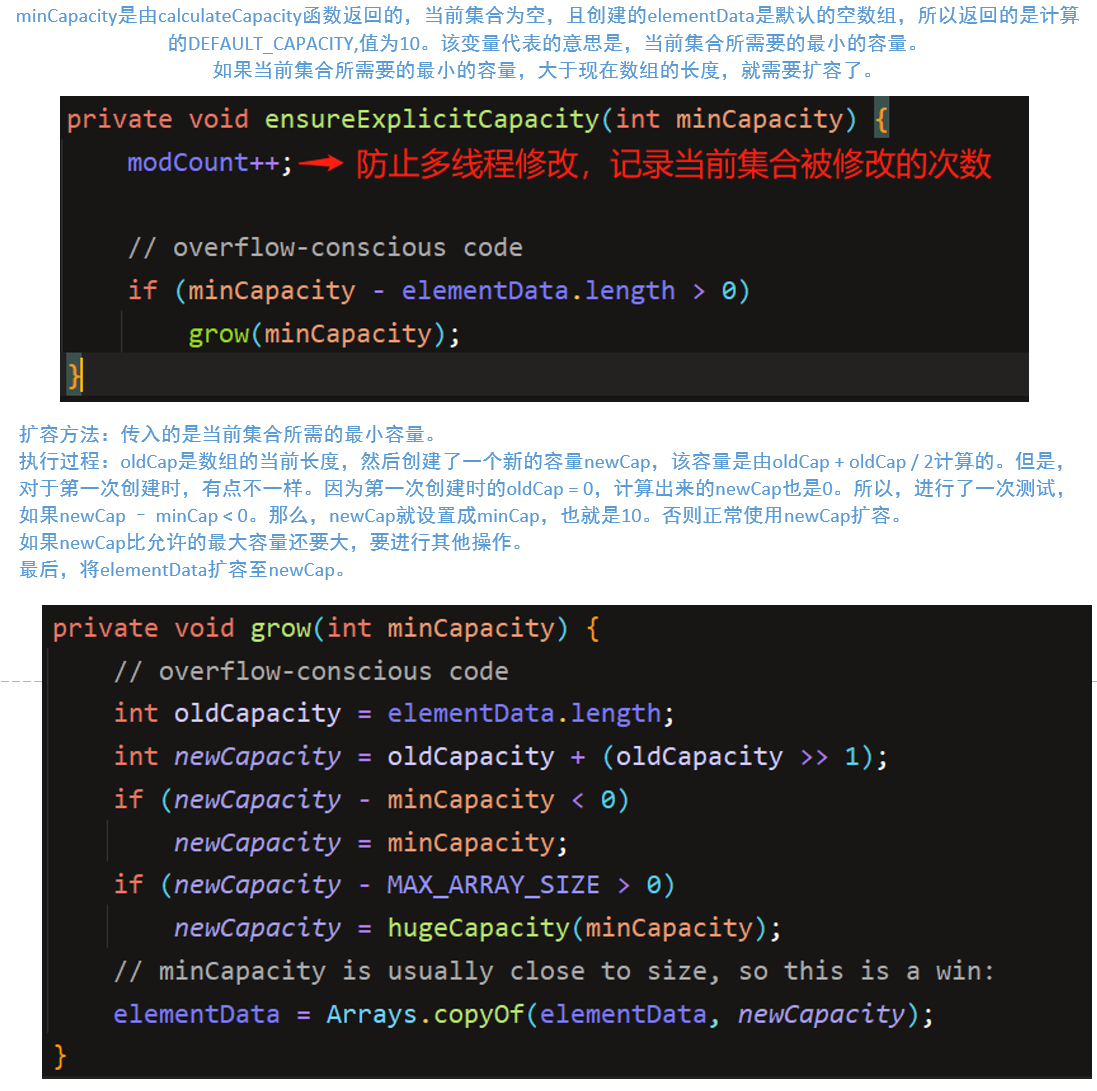 minCapacity是由calculateCapacity函数返回的，当前集合为空，且创建的elementData是默认的空数组，所以返回的是计算
的DEFAULT_CAPACITY,值为10。该变量代表的意思是，当前集合所需要的最小的容量。
如果当前集合所需要的最小的容量，大于现在数组的长度，就需要扩容了。
private void ensureExplicitCapacity(int minCapacity) {
modCount++; 防止多线程修改，记录当前集合被修改的次数
// overflow-conscious code
if (minCapacity - elementData.length > 0)
grow(minCapacity);
}
扩容方法：传入的是当前集合所需的最小容量。
执行过程：oldCap是数组的当前长度，然后创建了一个新的容量newCap，该容量是由oldCap + oldCap / 2计算的。但是，
对于第一次创建时，有点不一样。因为第一次创建时的oldCap = 0，计算出来的newCap也是0。所以，进行了一次测试，
如果newCap – minCap < 0。那么，newCap就设置成minCap，也就是10。否则正常使用newCap扩容。
如果newCap比允许的最大容量还要大，要进行其他操作。
最后，将elementData扩容至newCap。
private void grow(int minCapacity) {
// overflow-conscious code
int oldCapacity = elementData.length;
int newCapacity = oldCapacity + (oldCapacity >> 1);
if (newCapacity - minCapacity < 0)
newCapacity = minCapacity;
if (newCapacity - MAX_ARRAY_SIZE > 0)
newCapacity = hugeCapacity(minCapacity);
// minCapacity is usually close to size, so this is a win:
elementData = Arrays.copyOf(elementData, newCapacity);
}